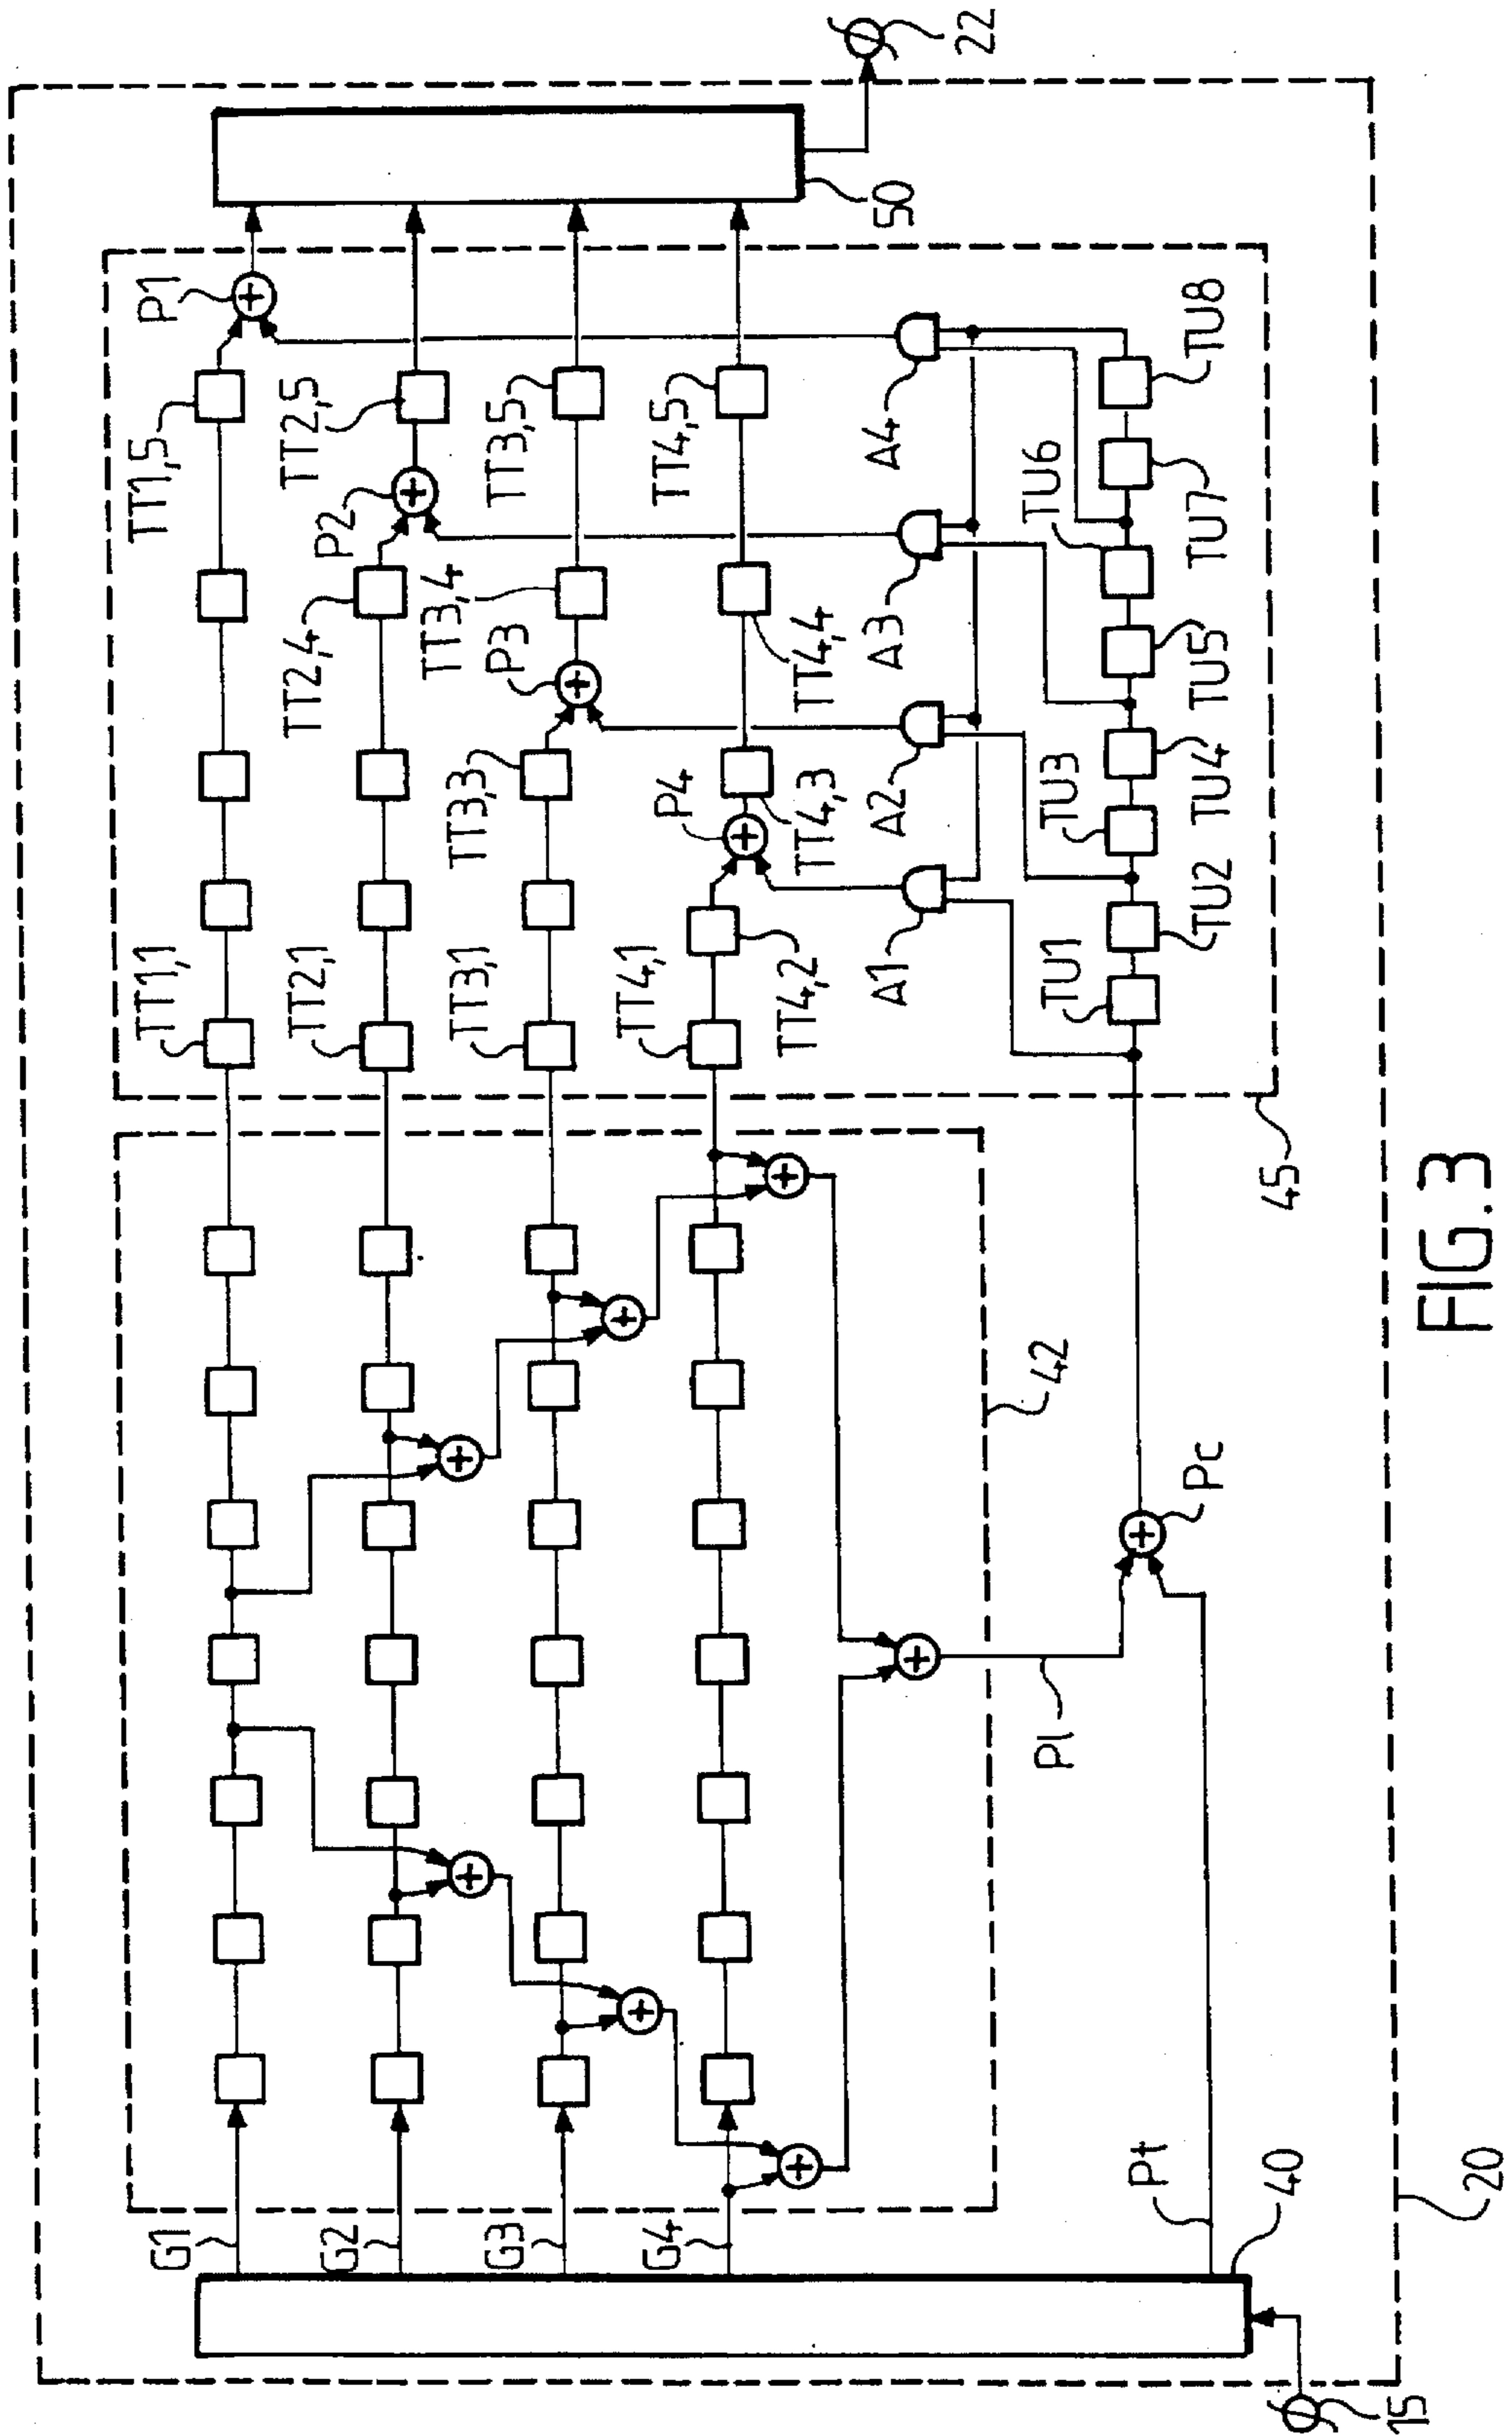 G1
G2
G3
G4
Pt
40
15
20
42
Pl
Pc
45
TT1,1
TT1,5
P1
TT2,1
TT2,4
P2
TT2,5
TT3,1
TT3,3
P3
TT3,4
TT3,5
TT4,1
TT4,2
P4
TT4,3
TT4,4
TT4,5
A1
A2
A3
A4
TU1
TU2
TU3
TU4
TU5
TU6
TU7
TU8
50
22
FIG.3